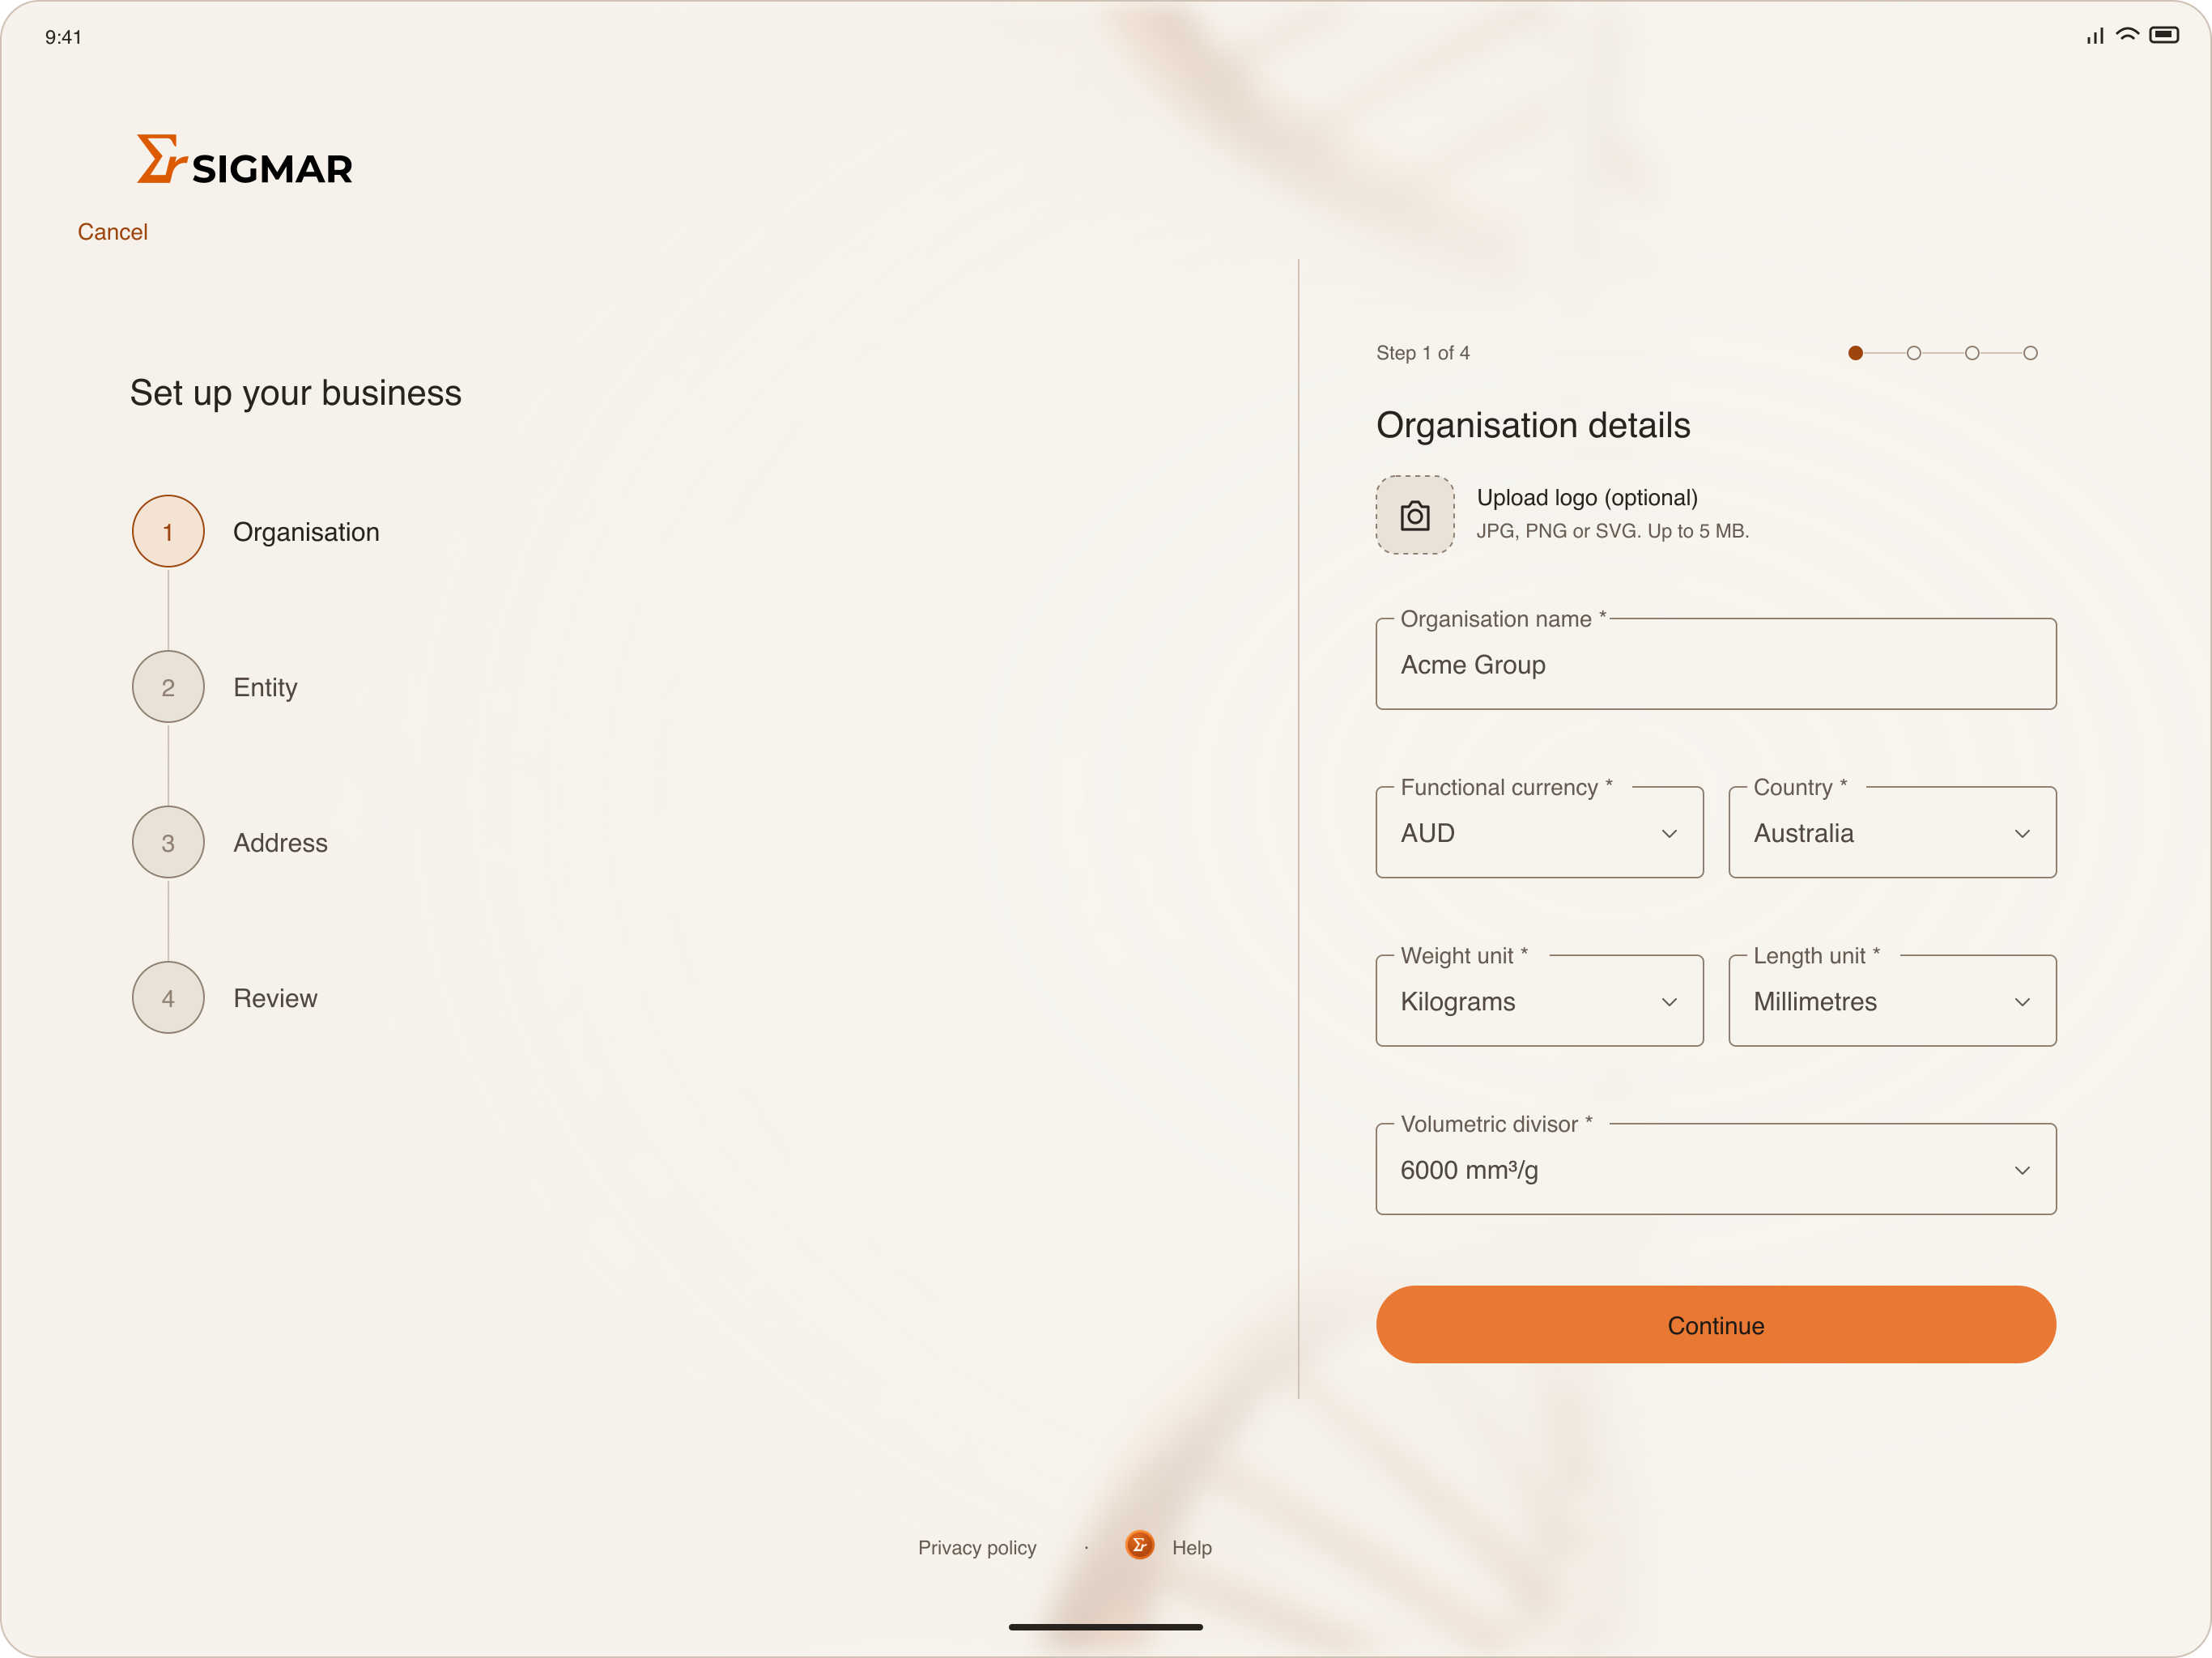 9:41
Σr SIGMAR
Cancel
Set up your business
1 Organisation
2 Entity
3 Address
4 Review
Step 1 of 4
Organisation details
Upload logo (optional)
JPG, PNG or SVG. Up to 5 MB.
Organisation name *
Acme Group
Functional currency *
AUD
Country *
Australia
Weight unit *
Kilograms
Length unit *
Millimetres
Volumetric divisor *
6000 mm³/g
Continue
Privacy policy · Σr Help